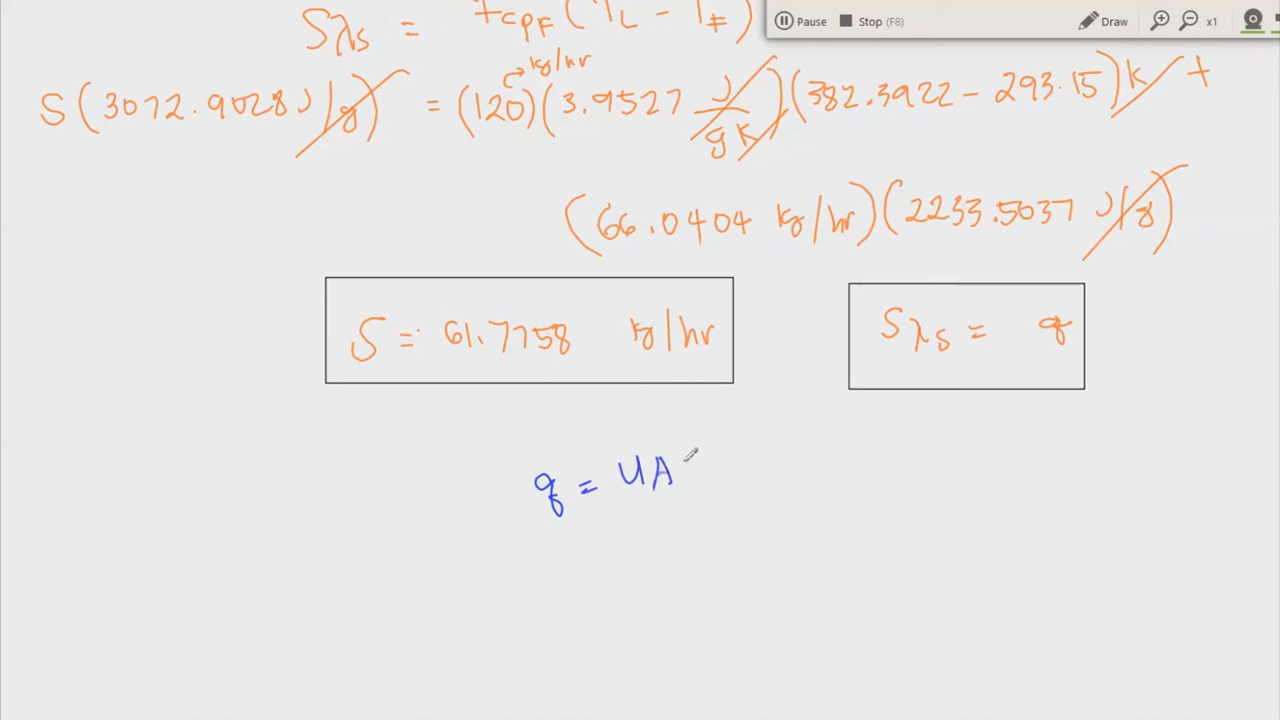 Pause Stop (F8) Draw x1
Sλs = FCPF (TL - TF)
kg/hr
S(3072.9028 J/g) = (120)(3.9527 J/gK)(382.3922 - 293.15)K +
(66.0404 kg/hr)(2233.5037 J/g)
S = 61.7758 kg/hr
Sλs = q
q = UA